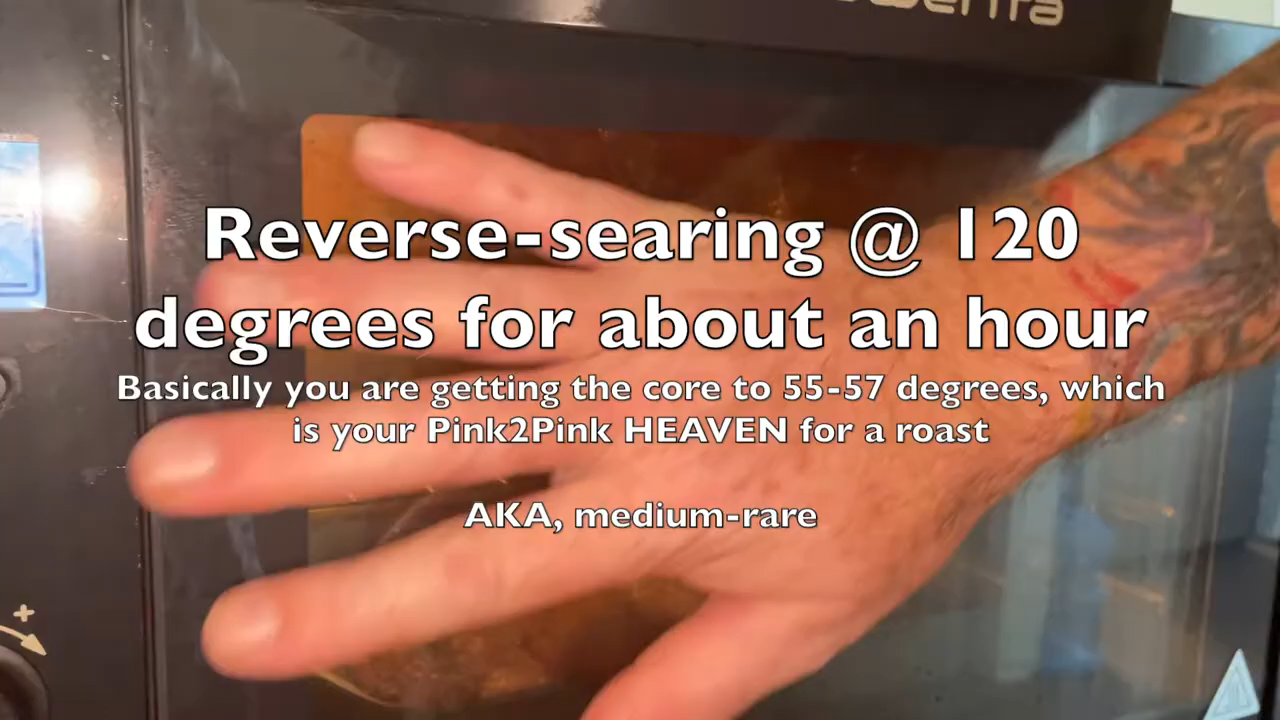 Reverse-searing @ 120
degrees for about an hour
Basically you are getting the core to 55-57 degrees, which
is your Pink2Pink HEAVEN for a roast
AKA, medium-rare